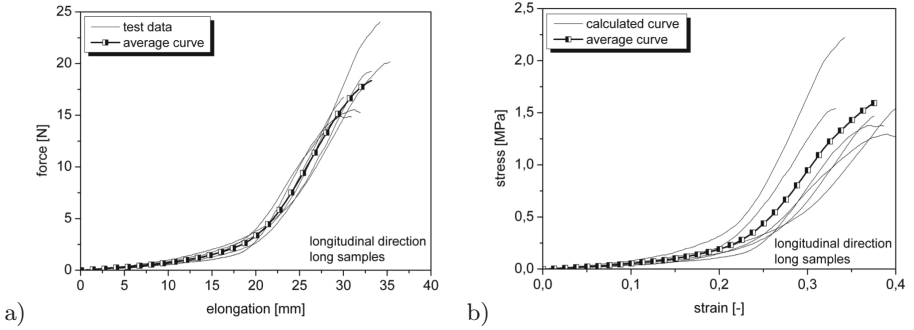 a)
force [N]
25
20
15
10
5
0
test data
average curve
longitudinal direction
long samples
0 5 10 15 20 25 30 35 40
elongation [mm]
b)
stress [MPa]
2,5
2,0
1,5
1,0
0,5
0,0
calculated curve
average curve
longitudinal direction
long samples
0,0 0,1 0,2 0,3 0,4
strain [-]